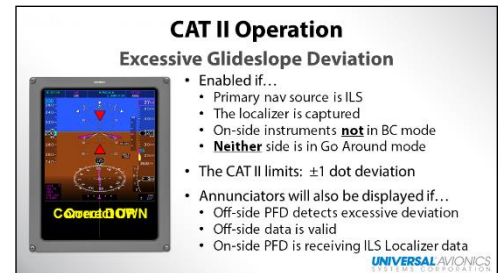 CAT II Operation
Excessive Glideslope Deviation
• Enabled if…
• Primary nav source is ILS
• The localizer is captured
• On-side instruments not in BC mode
• Neither side is in Go Around mode
• The CAT II limits: ±1 dot deviation
• Annunciators will also be displayed if…
• Off-side PFD detects excessive deviation
• Off-side data is valid
• On-side PFD is receiving ILS Localizer data
UNIVERSAL AVIONICS
SYSTEMS CORPORATION